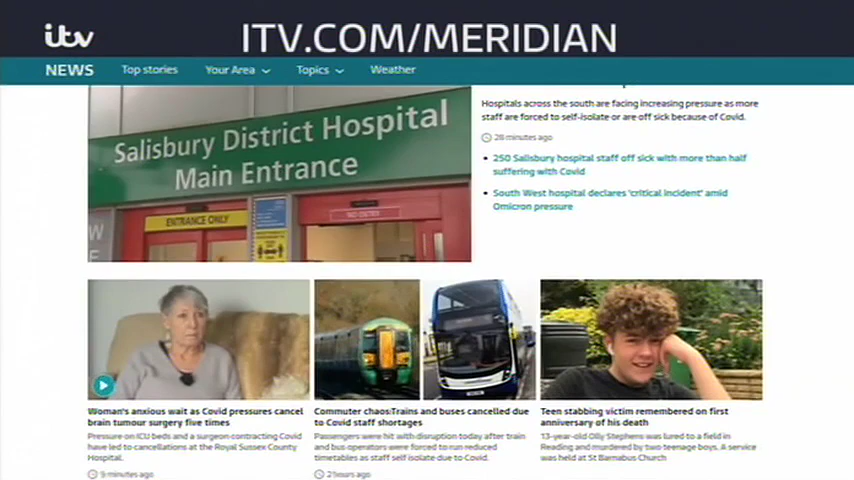 itv
ITV.COM/MERIDIAN
NEWS Top stories Your Area Topics Weather
Salisbury District Hospital
Main Entrance
ENTRANCE ONLY
NO ENTRY
Hospitals across the south are facing increasing pressure as more
staff are forced to self-isolate or are off sick because of Covid.
28 minutes ago
250 Salisbury hospital staff off sick with more than half
suffering with Covid
South West hospital declares 'critical incident' amid
Omicron pressure
Woman's anxious wait as Covid pressures cancel
brain tumour surgery five times
Pressure on ICU beds and a surgeon contracting Covid
have led to cancellations at the Royal Sussex County
Hospital.
9 minutes ago
Commuter chaos:Trains and buses cancelled due
to Covid staff shortages
Passengers were hit with disruption today after train
and bus operators were forced to run reduced
timetables as staff self isolate due to Covid.
21 hours ago
Teen stabbing victim remembered on first
anniversary of his death
13-year-old Olly Stephens was lured to a field in
Reading and murdered by two teenage boys. A service
was held at St Barnabus Church